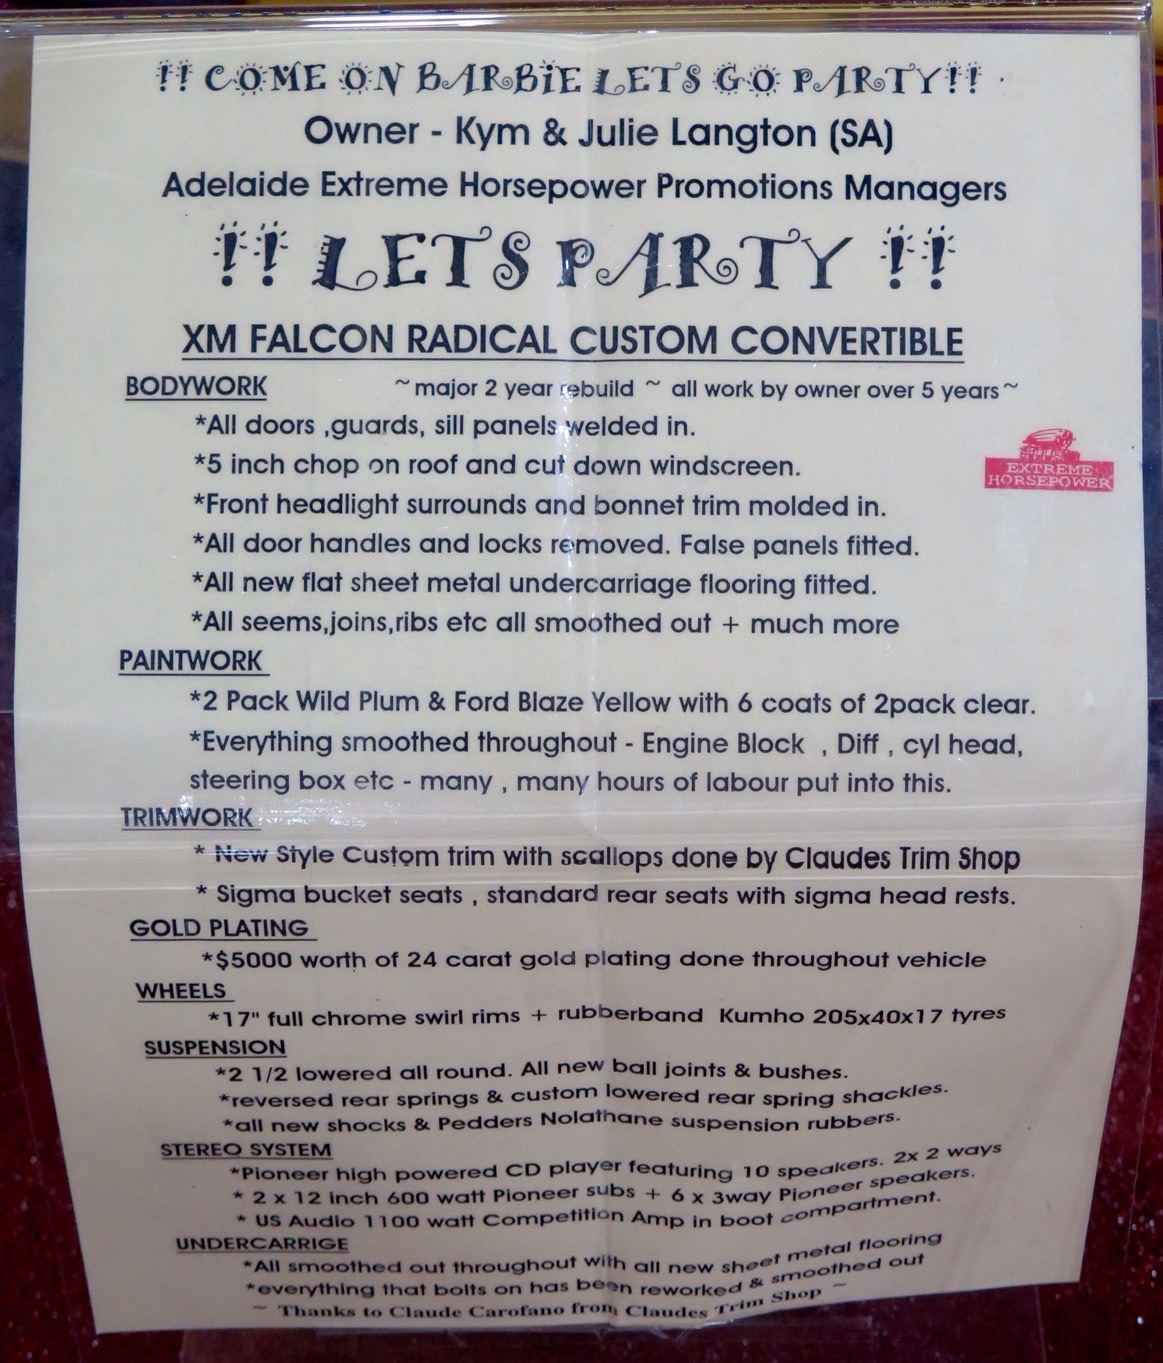 !! COME ON BARBiE LETS GO PARTY!!
Owner - Kym & Julie Langton (SA)
Adelaide Extreme Horsepower Promotions Managers
!! LETS PARTY !!
XM FALCON RADICAL CUSTOM CONVERTIBLE
BODYWORK ~major 2 year rebuild ~ all work by owner over 5 years~
*All doors ,guards, sill panels welded in.
*5 inch chop on roof and cut down windscreen.
EXTREME
HORSEPOWER
*Front headlight surrounds and bonnet trim molded in.
*All door handles and locks removed. False panels fitted.
*All new flat sheet metal undercarriage flooring fitted.
*All seems,joins,ribs etc all smoothed out + much more
PAINTWORK
*2 Pack Wild Plum & Ford Blaze Yellow with 6 coats of 2pack clear.
*Everything smoothed throughout - Engine Block , Diff , cyl head,
steering box etc - many , many hours of labour put into this.
TRIMWORK
* New Style Custom trim with scallops done by Claudes Trim Shop
* Sigma bucket seats , standard rear seats with sigma head rests.
GOLD PLATING
*$5000 worth of 24 carat gold plating done throughout vehicle
WHEELS
*17" full chrome swirl rims + rubberband Kumho 205x40x17 tyres
SUSPENSION
*2 1/2 lowered all round. All new ball joints & bushes.
*reversed rear springs & custom lowered rear spring shackles.
*all new shocks & Pedders Nolathane suspension rubbers.
STEREO SYSTEM
*Pioneer high powered CD player featuring 10 speakers. 2x 2 ways
* 2 x 12 inch 600 watt Pioneer subs + 6 x 3way Pioneer speakers.
* US Audio 1100 watt Competition Amp in boot compartment.
UNDERCARRIGE
*All smoothed out throughout with all new sheet metal flooring
*everything that bolts on has been reworked & smoothed out
~ Thanks to Claude Carofano from Claudes Trim Shop ~